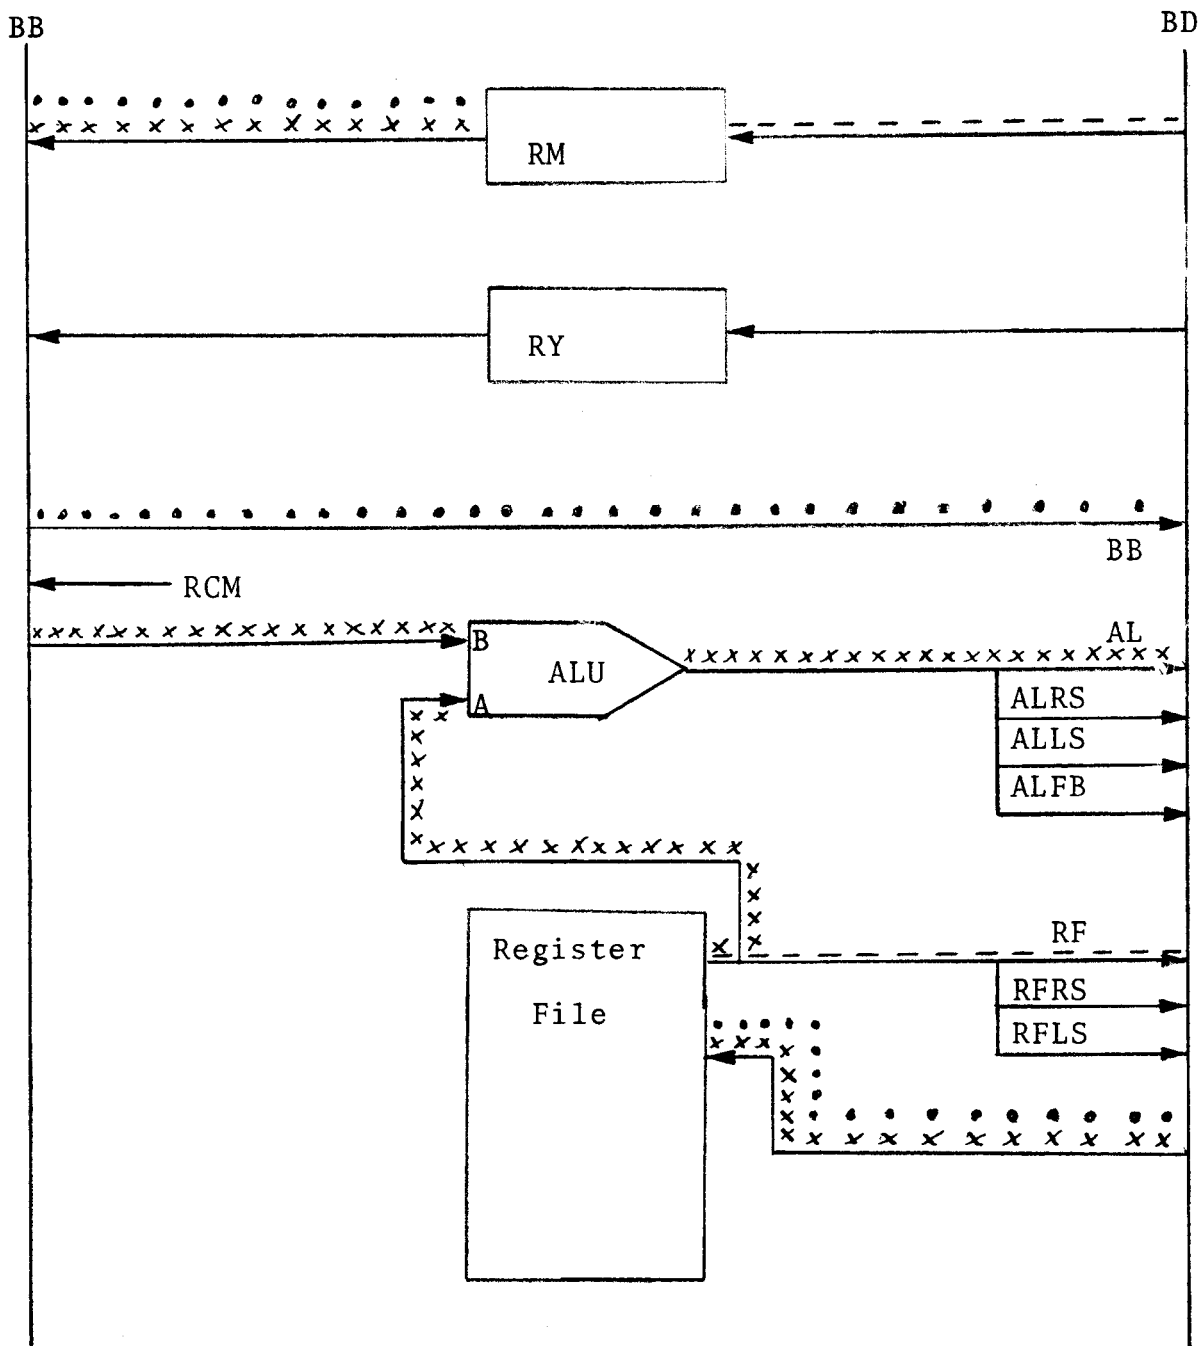 BB
BD
RM
RY
BB
RCM
B
ALU
A
AL
ALRS
ALLS
ALFB
Register
File
RF
RFRS
RFLS